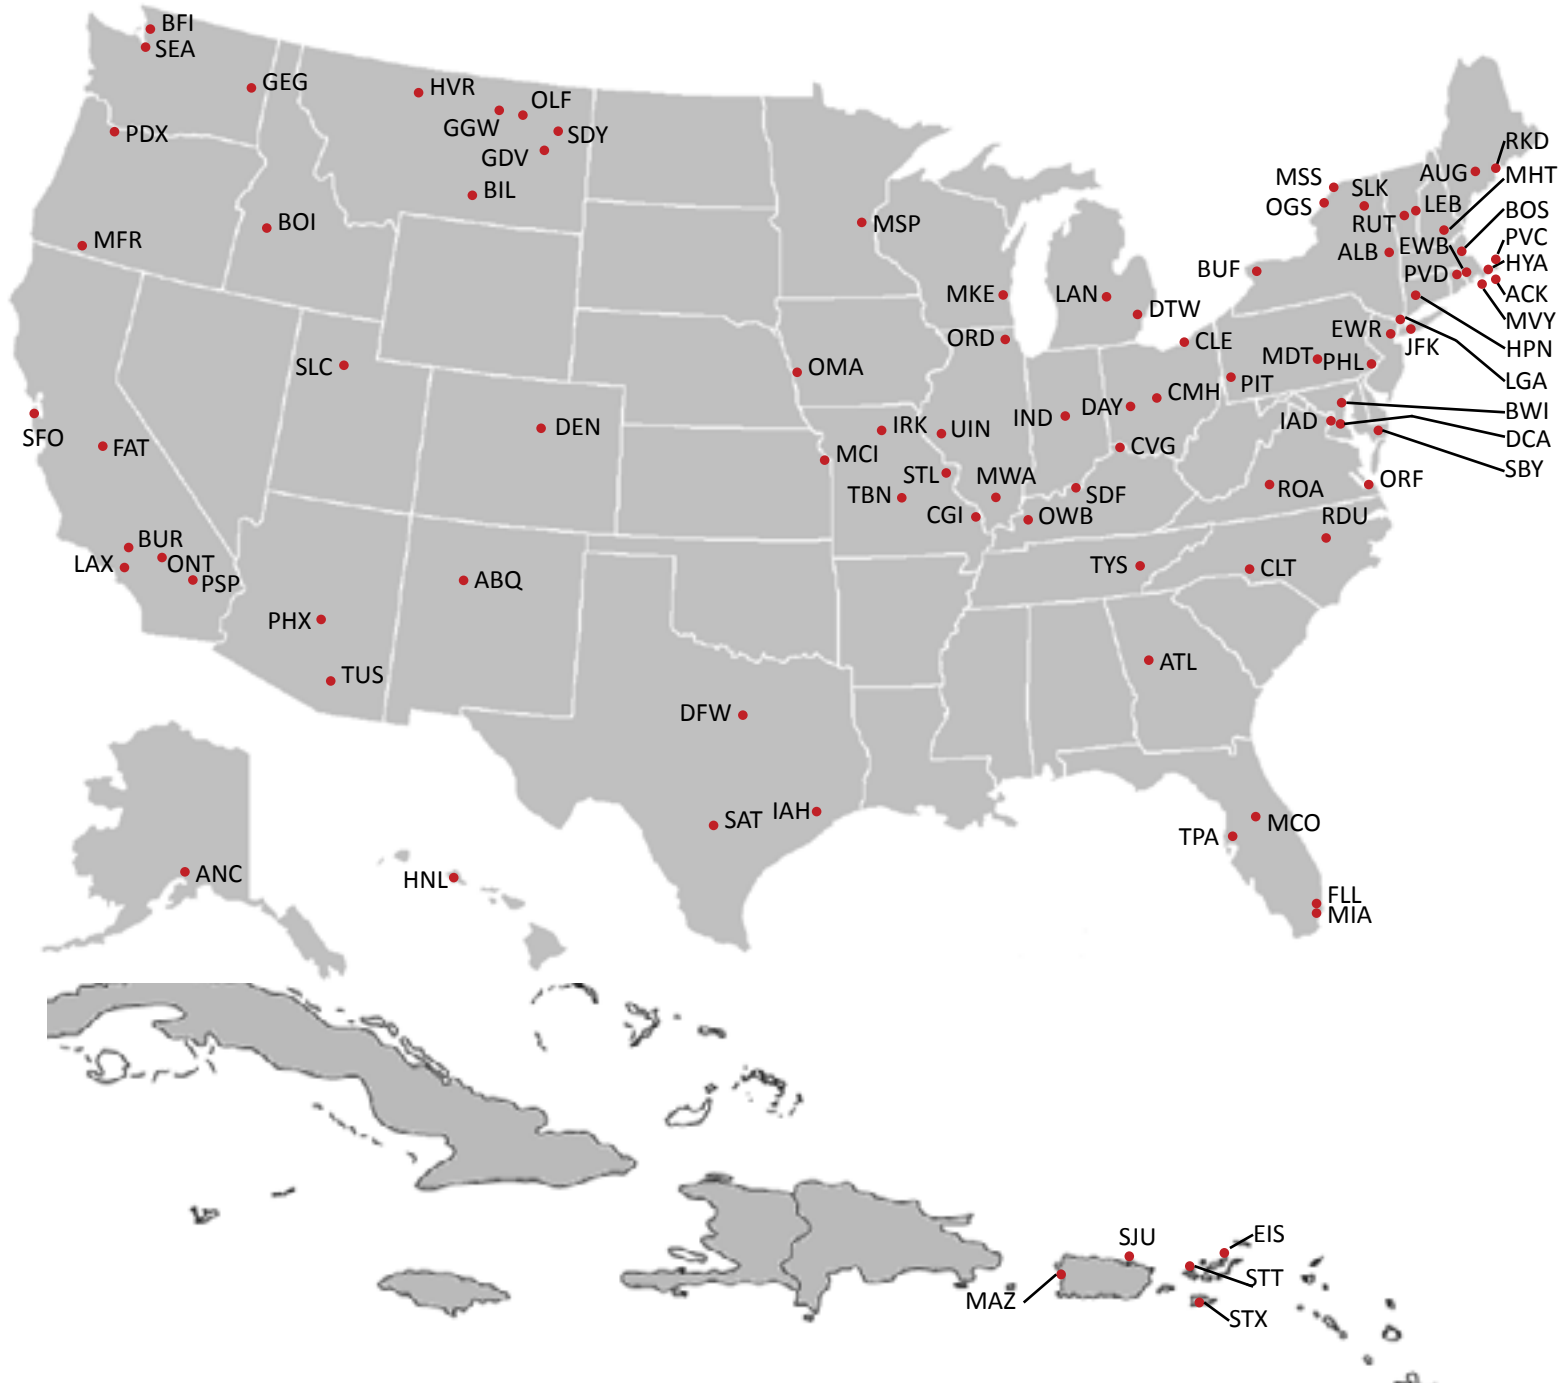 BFI
SEA
GEG
HVR
OLF
GGW
SDY
PDX
GDV
BIL
RKD
AUG
MHT
MSS
SLK
OGS
LEB
BOS
RUT
MFR
BOI
MSP
PVC
EWB
ALB
HYA
BUF
PVD
MKE
LAN
ACK
DTW
MVY
EWR
JFK
ORD
CLE
HPN
MDT
PHL
SLC
OMA
PIT
LGA
CMH
DAY
BWI
IND
IAD
SFO
FAT
DEN
IRK
UIN
DCA
CVG
MCI
SBY
STL
MWA
TBN
SDF
ROA
ORF
CGI
OWB
RDU
BUR
LAX
ONT
PSP
ABQ
TYS
CLT
PHX
ATL
TUS
DFW
SAT
IAH
MCO
TPA
ANC
HNL
FLL
MIA
SJU
EIS
STT
MAZ
STX